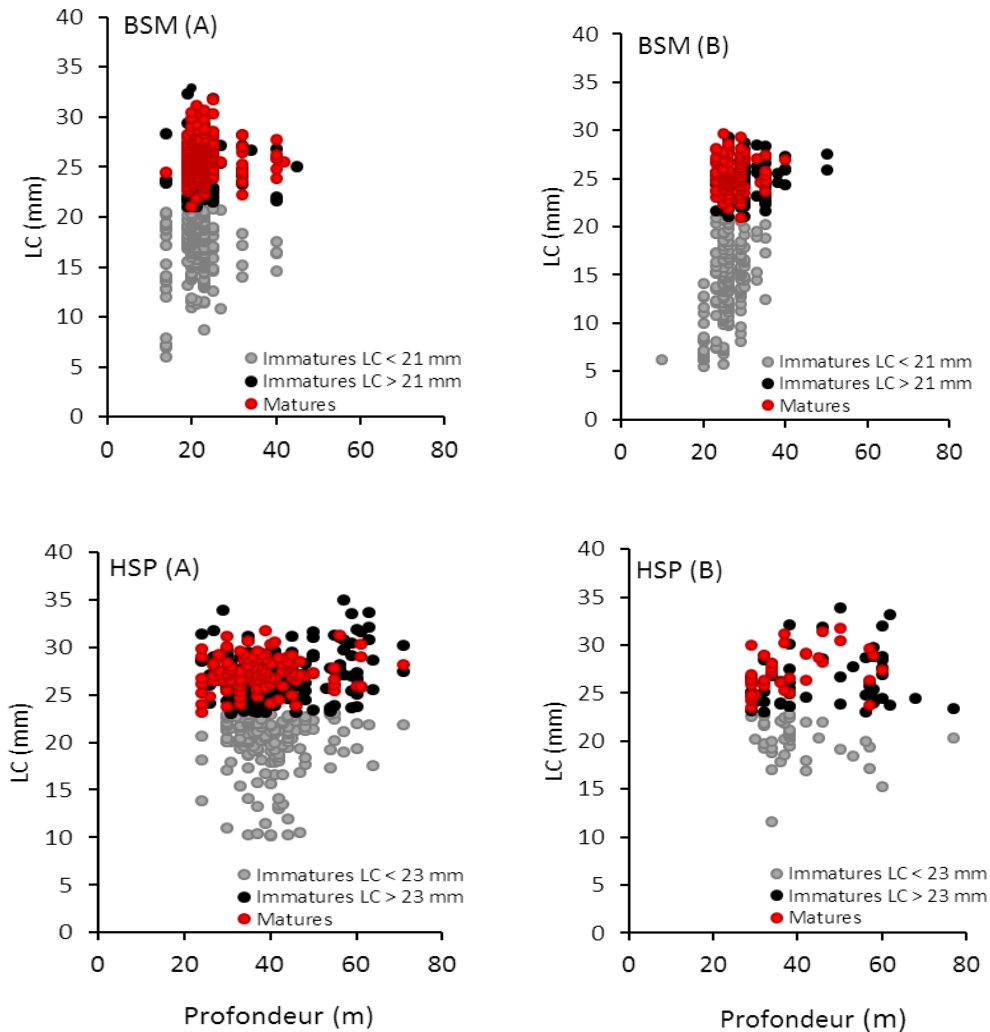 BSM (A)
LC (mm)
40
35
30
25
20
15
10
5
0
0 20 40 60 80
Immatures LC < 21 mm
Immatures LC > 21 mm
Matures
BSM (B)
LC (mm)
40
35
30
25
20
15
10
5
0
0 20 40 60 80
Immatures LC < 21 mm
Immatures LC > 21 mm
Matures
HSP (A)
LC (mm)
40
35
30
25
20
15
10
5
0
0 20 40 60 80
Immatures LC < 23 mm
Immatures LC > 23 mm
Matures
Profondeur (m)
HSP (B)
LC (mm)
40
35
30
25
20
15
10
5
0
0 20 40 60 80
Immatures LC < 23 mm
Immatures LC > 23 mm
Matures
Profondeur (m)